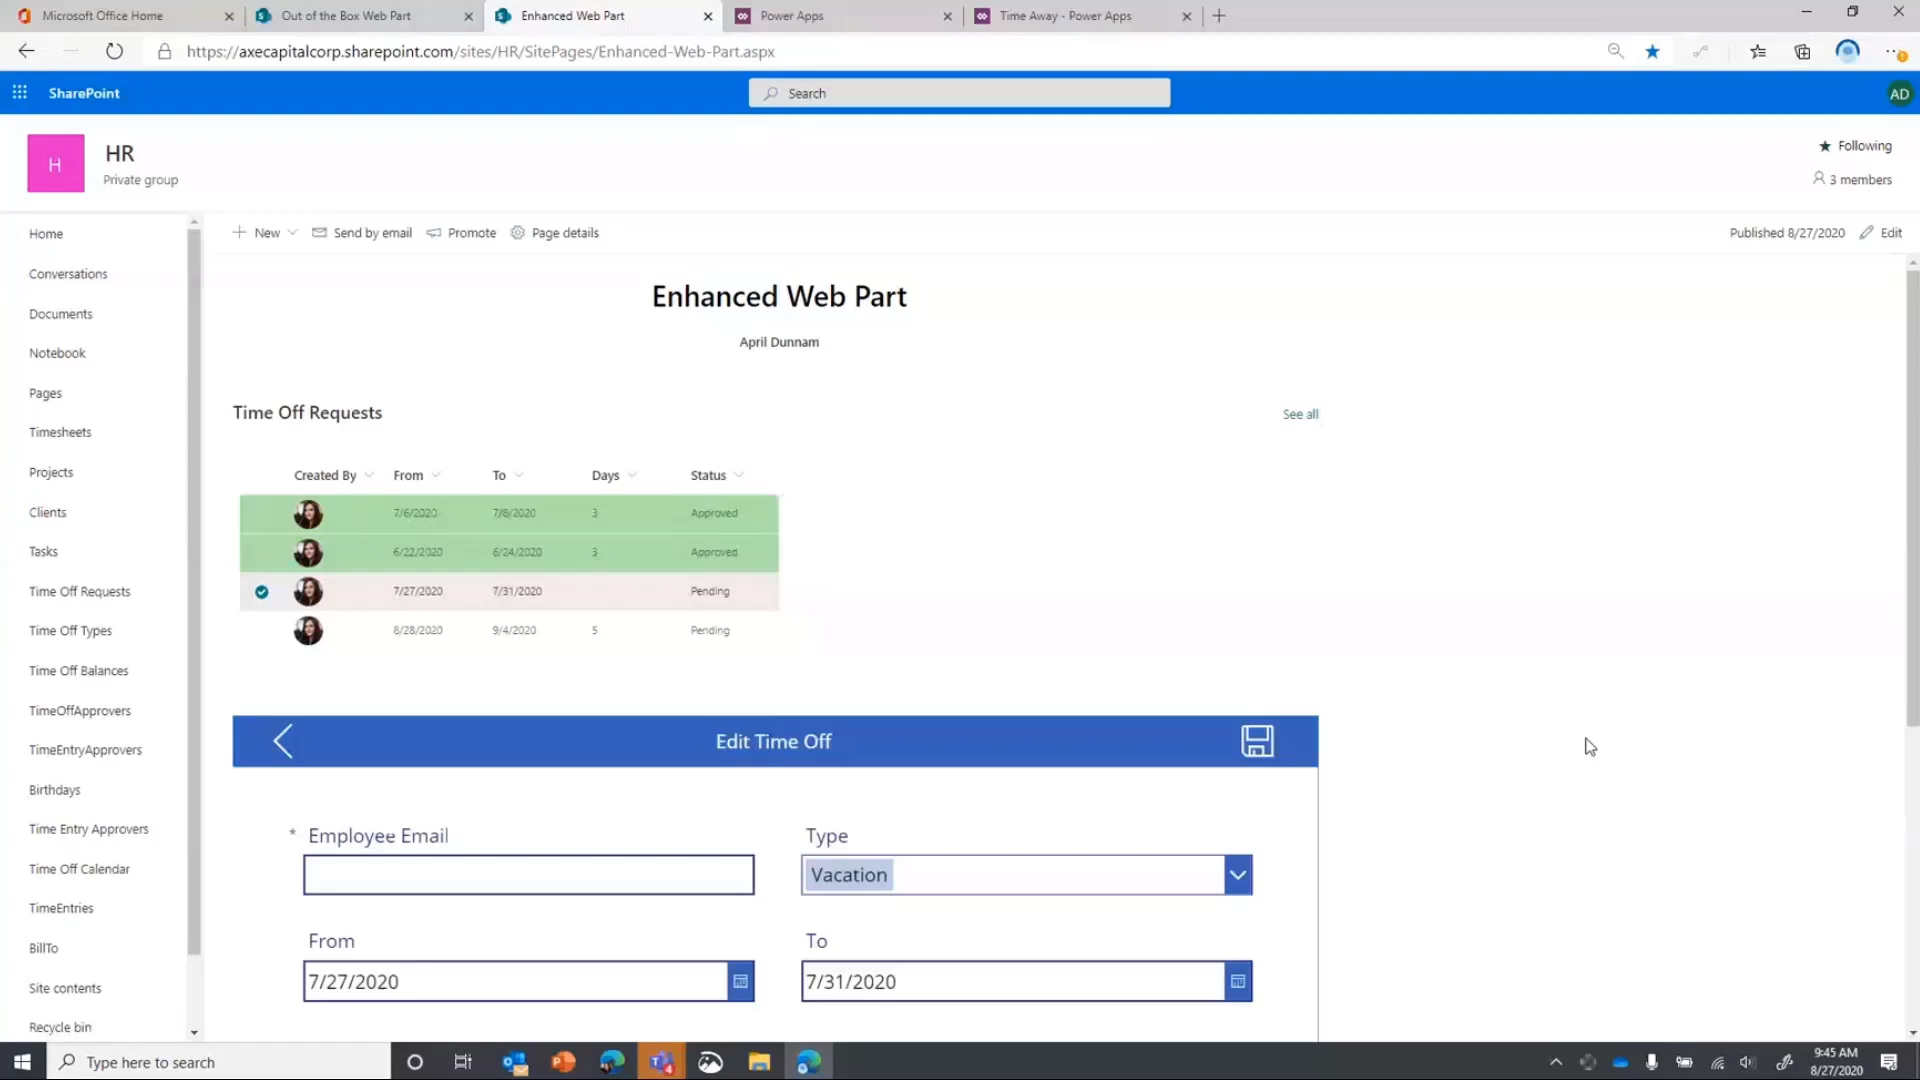 Microsoft Office Home
Out of the Box Web Part
Enhanced Web Part
Power Apps
Time Away - Power Apps
https://axecapitalcorp.sharepoint.com/sites/HR/SitePages/Enhanced-Web-Part.aspx
SharePoint
Search
AD
H
HR
Private group
Following
3 members
Home
Conversations
Documents
Notebook
Pages
Timesheets
Projects
Clients
Tasks
Time Off Requests
Time Off Types
Time Off Balances
TimeOffApprovers
TimeEntryApprovers
Birthdays
Time Entry Approvers
Time Off Calendar
TimeEntries
BillTo
Site contents
Recycle bin
New
Send by email
Promote
Page details
Published 8/27/2020
Edit
Enhanced Web Part
April Dunnam
Time Off Requests
See all
Created By From To Days Status
7/6/2020 7/8/2020 3 Approved
6/22/2020 6/24/2020 3 Approved
7/27/2020 7/31/2020 Pending
8/28/2020 9/4/2020 5 Pending
Edit Time Off
* Employee Email
Type
Vacation
From
To
7/27/2020
7/31/2020
Type here to search
9:45 AM
8/27/2020